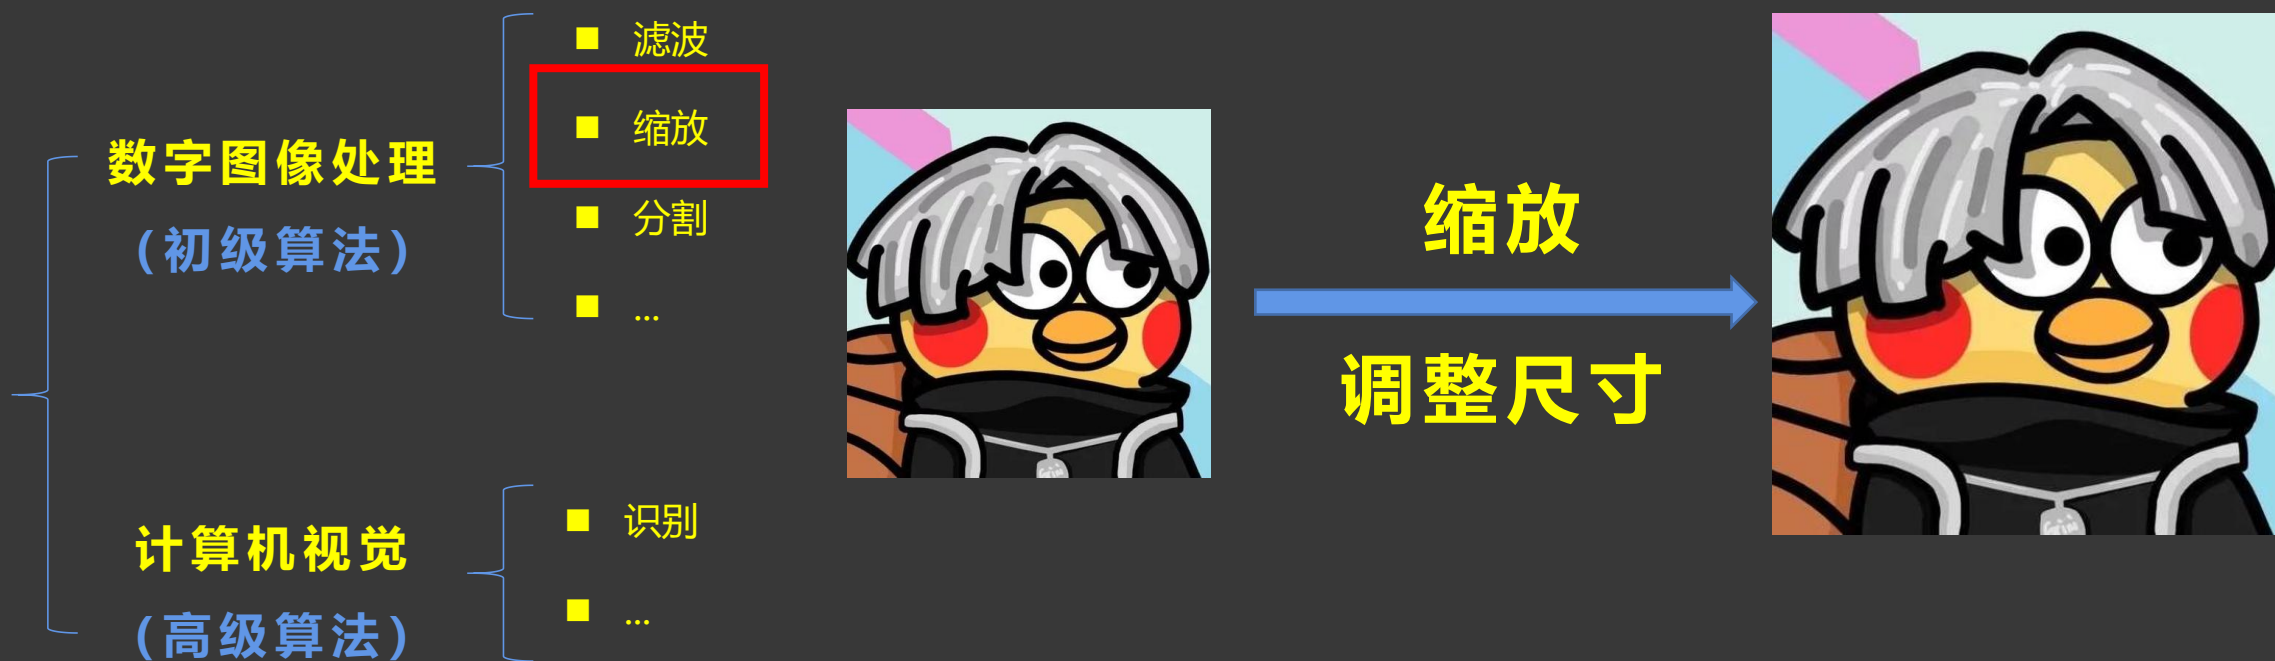 数字图像处理
(初级算法)
滤波
缩放
分割
...
计算机视觉
(高级算法)
识别
...
缩放
调整尺寸